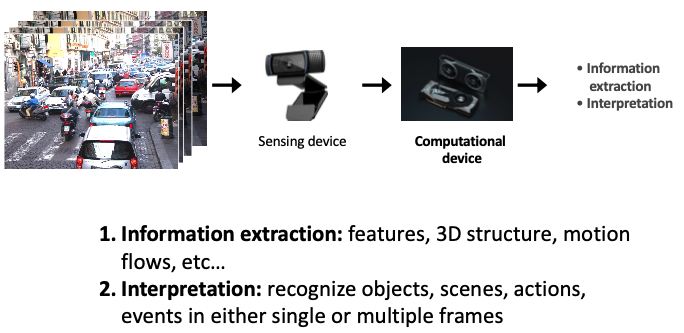 • Information
extraction
• Interpretation
Sensing device
Computational
device
1. Information extraction: features, 3D structure, motion
flows, etc...
2. Interpretation: recognize objects, scenes, actions,
events in either single or multiple frames